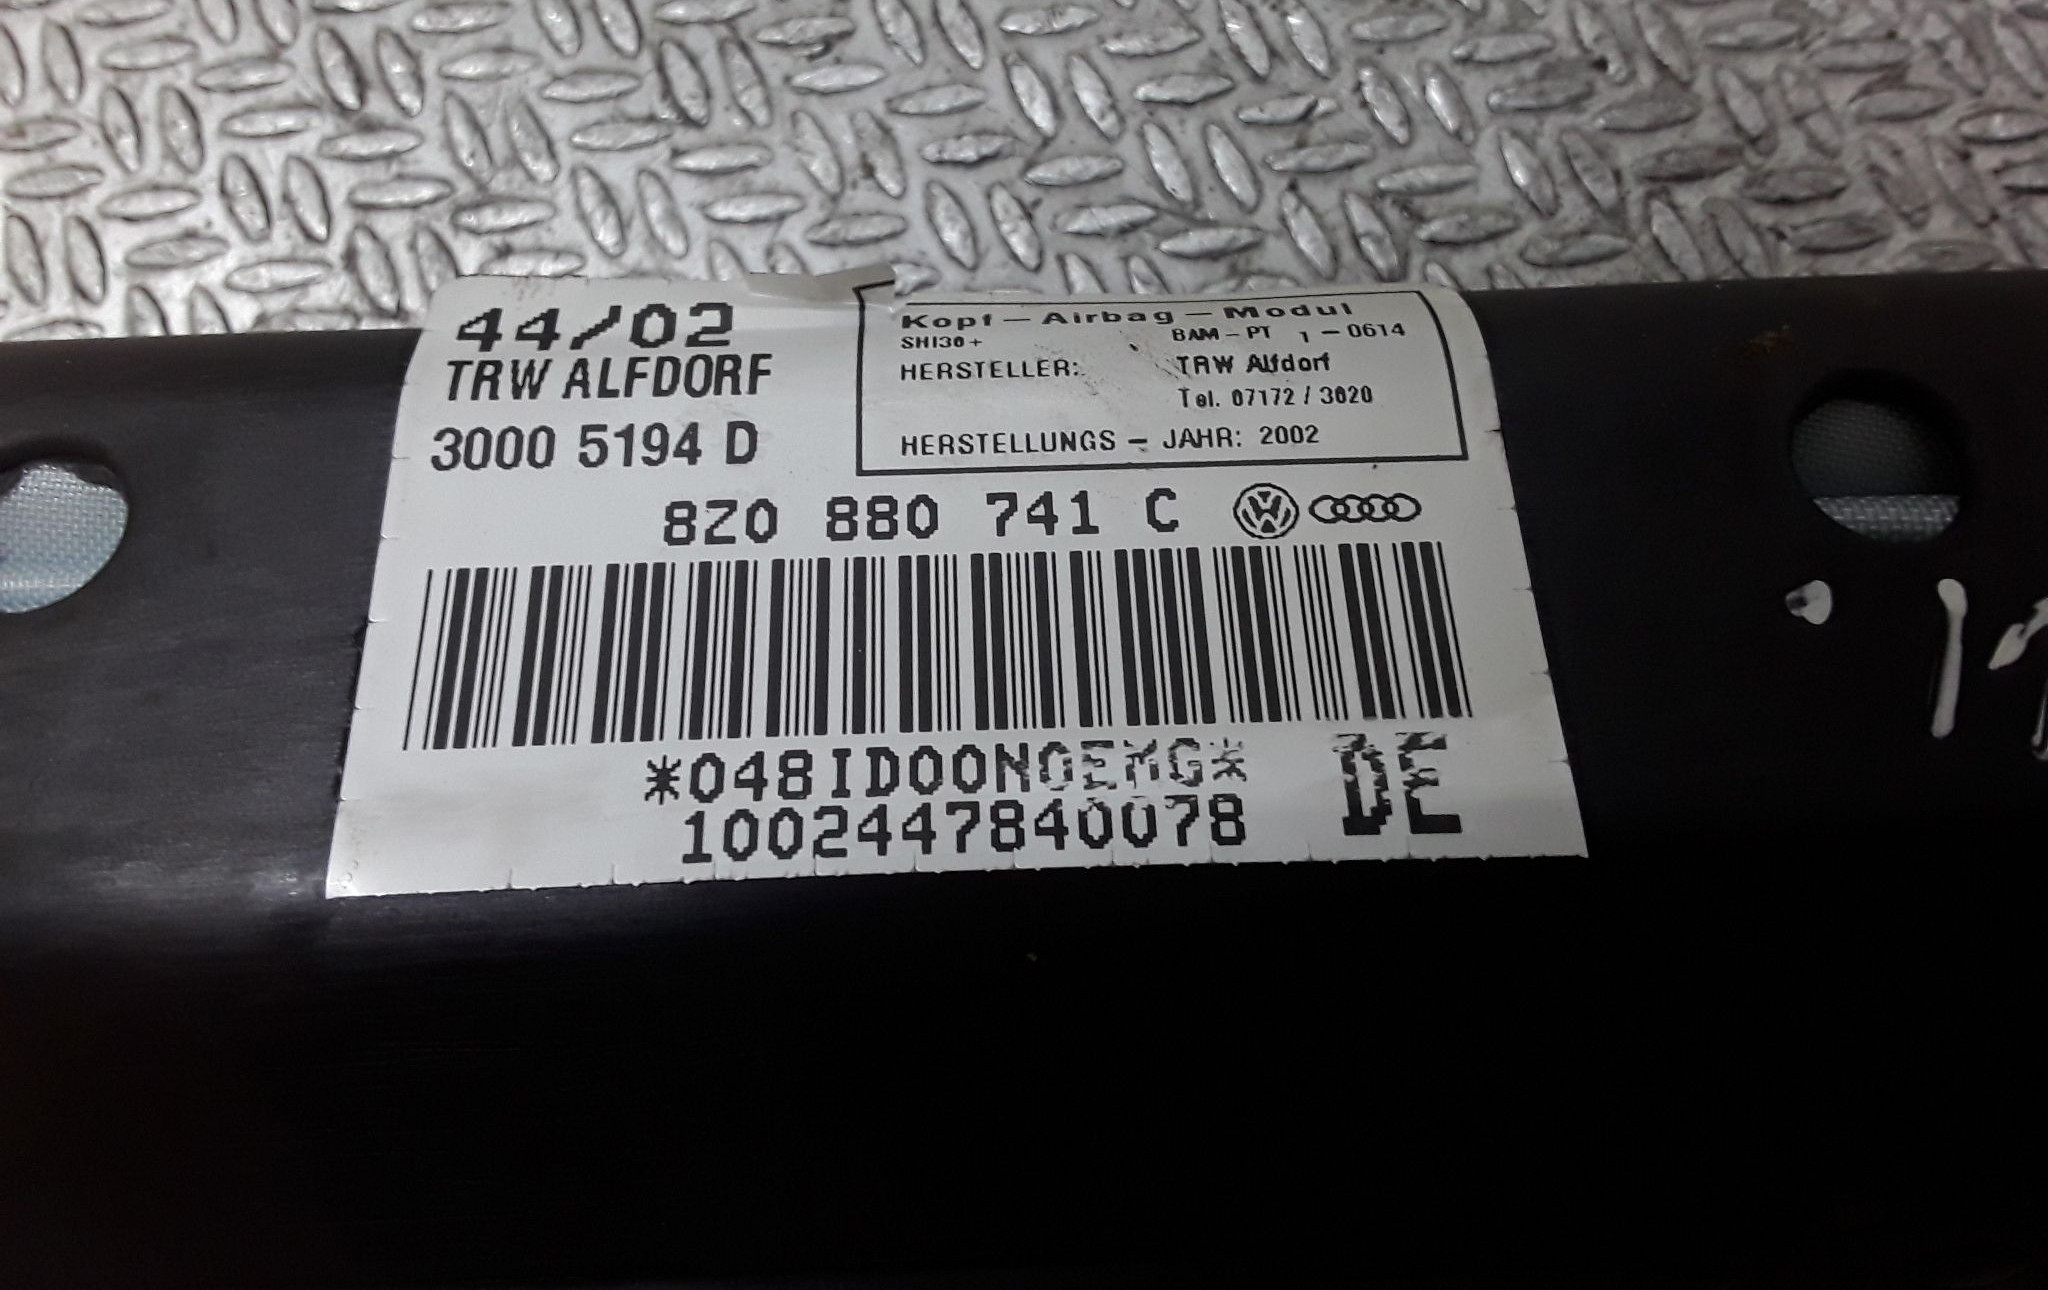 44/02
TRW ALFDORF
3000 5194 D
Kopf – Airbag – Modul
SHI30+ BAM – PT 1 – 0614
HERSTELLER: TRW Alfdorf
Tel. 07172 / 3020
HERSTELLUNGS – JAHR: 2002
8Z0 880 741 C
*048ID00N0EMG* DE
1002447840078